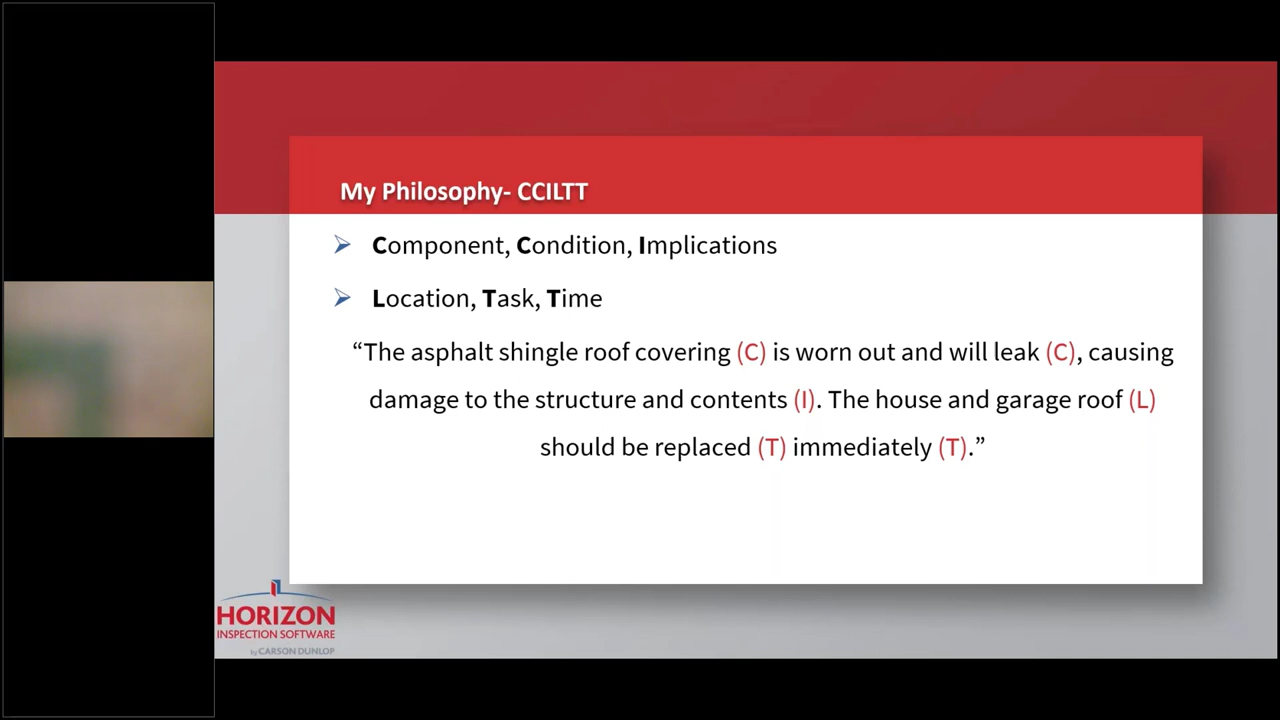 My Philosophy- CCILTT
Component, Condition, Implications
Location, Task, Time
“The asphalt shingle roof covering (C) is worn out and will leak (C), causing
damage to the structure and contents (I). The house and garage roof (L)
should be replaced (T) immediately (T).”
HORIZON
INSPECTION SOFTWARE
by CARSON DUNLOP